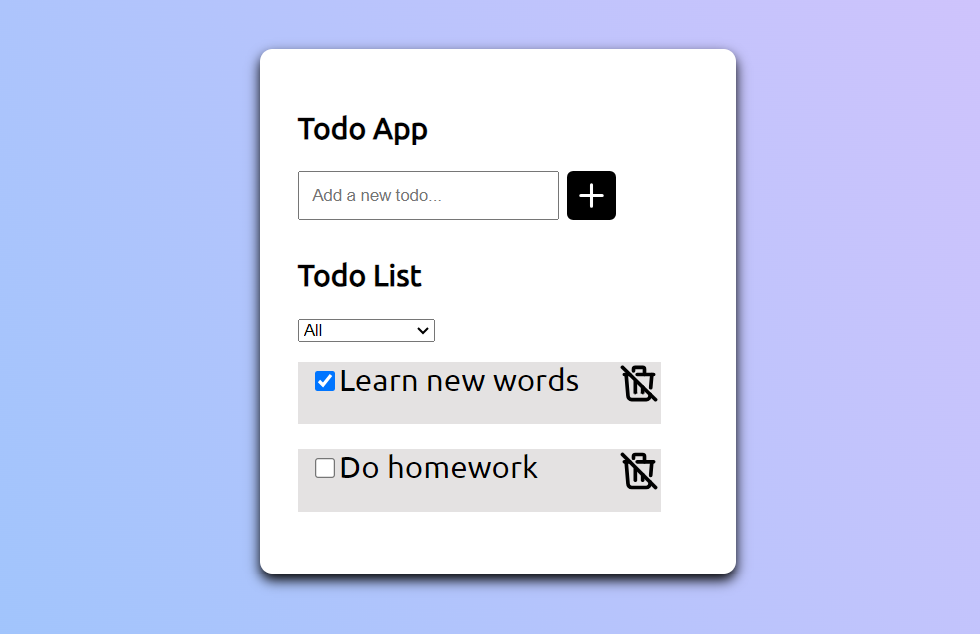 Todo App
Add a new todo...
Todo List
All
Learn new words
Do homework